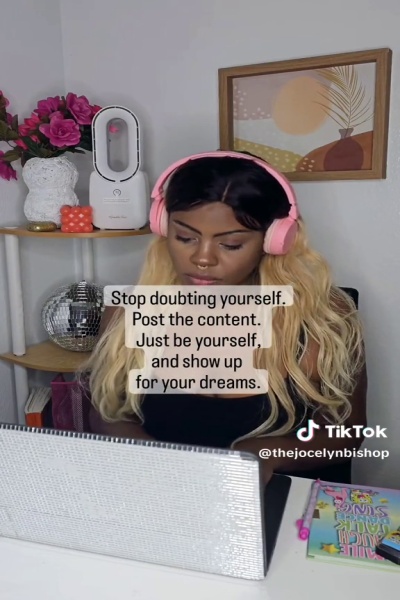 Stop doubting yourself.
Post the content.
Just be yourself,
and show up
for your dreams.
TikTok
@thejocelynbishop